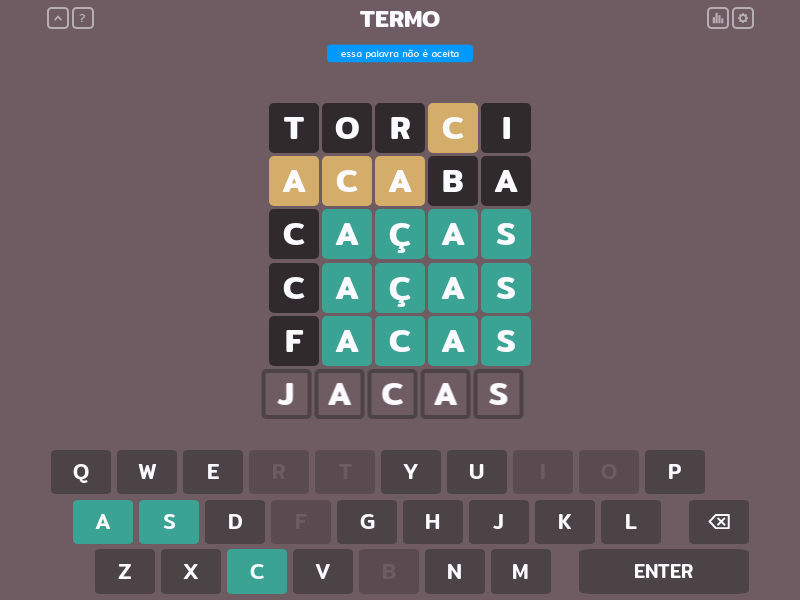 ?
TERMO
essa palavra não é aceita
T O R C I
A C A B A
C A Ç A S
C A Ç A S
F A C A S
J A C A S
Q W E R T Y U I O P
A S D F G H J K L
Z X C V B N M ENTER